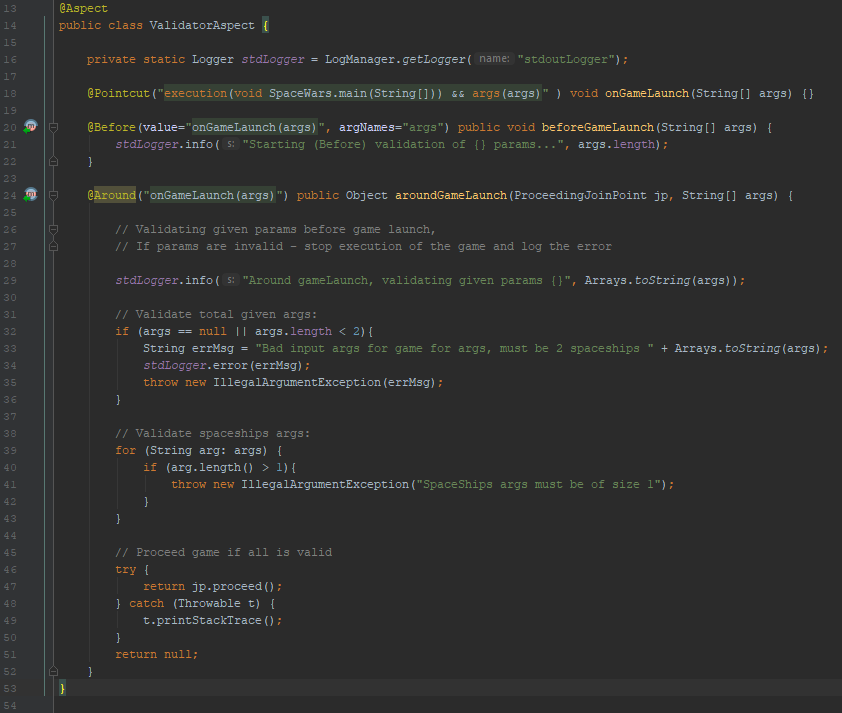 13 @Aspect
14 public class ValidatorAspect {
15
16 private static Logger stdLogger = LogManager.getLogger( name: "stdoutLogger");
17
18 @Pointcut("execution(void SpaceWars.main(String[])) && args(args)" ) void onGameLaunch(String[] args) {}
19
20 @Before(value="onGameLaunch(args)", argNames="args") public void beforeGameLaunch(String[] args) {
21 stdLogger.info( s: "Starting (Before) validation of {} params...", args.length);
22 }
23
24 @Around("onGameLaunch(args)") public Object aroundGameLaunch(ProceedingJoinPoint jp, String[] args) {
25
26 // Validating given params before game launch,
27 // If params are invalid - stop execution of the game and log the error
28
29 stdLogger.info( s: "Around gameLaunch, validating given params {}", Arrays.toString(args));
30
31 // Validate total given args:
32 if (args == null || args.length < 2){
33 String errMsg = "Bad input args for game for args, must be 2 spaceships " + Arrays.toString(args);
34 stdLogger.error(errMsg);
35 throw new IllegalArgumentException(errMsg);
36 }
37
38 // Validate spaceships args:
39 for (String arg: args) {
40 if (arg.length() > 1){
41 throw new IllegalArgumentException("SpaceShips args must be of size 1");
42 }
43 }
44
45 // Proceed game if all is valid
46 try {
47 return jp.proceed();
48 } catch (Throwable t) {
49 t.printStackTrace();
50 }
51 return null;
52 }
53 }
54